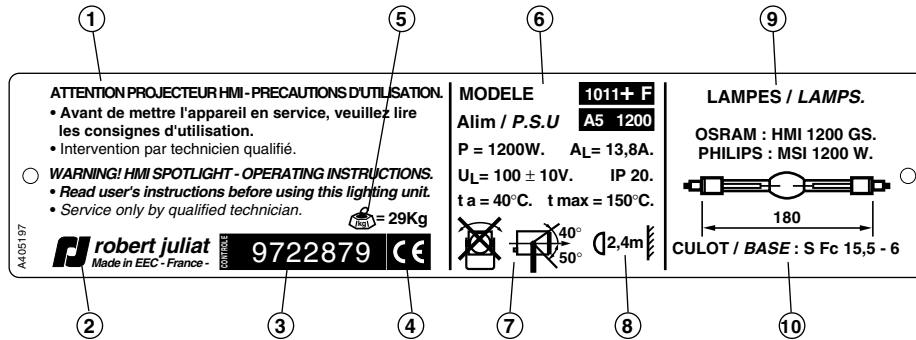 1
5
6
9
ATTENTION PROJECTEUR HMI - PRECAUTIONS D'UTILISATION.
• Avant de mettre l'appareil en service, veuillez lire
les consignes d'utilisation.
• Intervention par technicien qualifié.
WARNING! HMI SPOTLIGHT - OPERATING INSTRUCTIONS.
• Read user's instructions before using this lighting unit.
• Service only by qualified technician.
(kg) = 29Kg
A405197
robert juliat
Made in EEC - France -
CONTROLE
9722879
CE
MODELE 1011+ F
Alim / P.S.U A5 1200
P = 1200W. AL= 13,8A.
UL= 100 ± 10V. IP 20.
t a = 40°C. t max = 150°C.
40°
50°
2,4m
LAMPES / LAMPS.
OSRAM : HMI 1200 GS.
PHILIPS : MSI 1200 W.
180
CULOT / BASE : S Fc 15,5 - 6
2
3
4
7
8
10